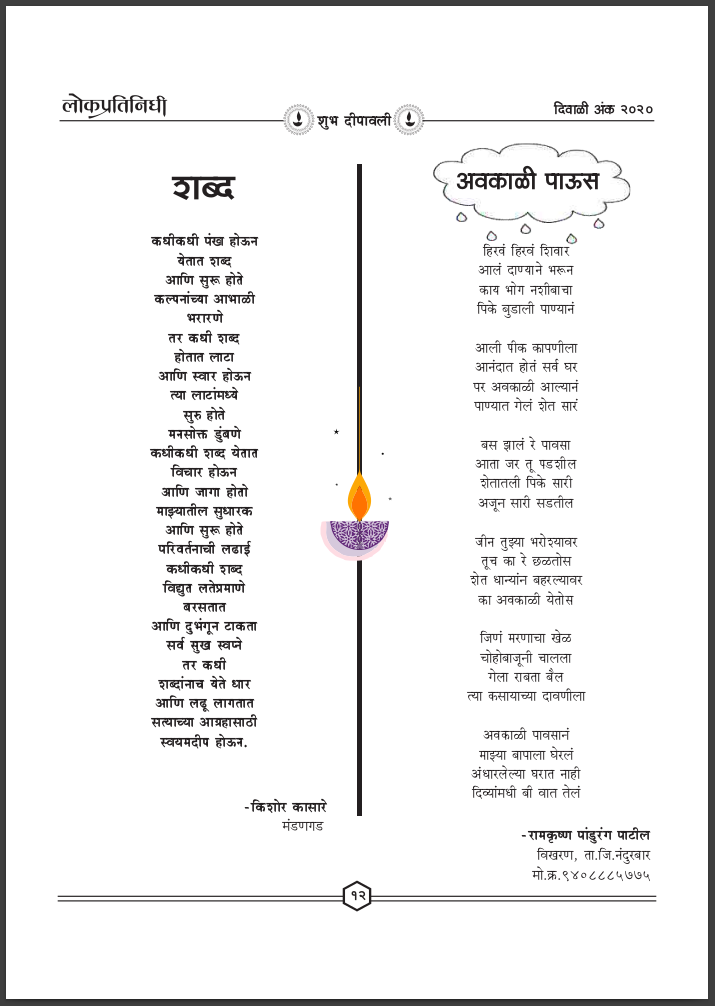 लोकप्रतिनिधी
शुभ दीपावली
दिवाळी अंक २०२०
शब्द
कधीकधी पंख होऊन
येतात शब्द
आणि सुरू होते
कल्पनांच्या आभाळी
भरारणे
तर कधी शब्द
होतात लाटा
आणि स्वार होऊन
त्या लाटांमध्ये
सुरु होते
मनसोक्त डुंबणे
कधीकधी शब्द येतात
विचार होऊन
आणि जागा होतो
माझ्यातील सुधारक
आणि सुरू होते
परिवर्तनाची लढाई
कधीकधी शब्द
विद्युत लतेप्रमाणे
बरसतात
आणि दुभंगून टाकता
सर्व सुख स्वप्ने
तर कधी
शब्दांनाच येते धार
आणि लढू लागतात
सत्याच्या आग्रहासाठी
स्वयमदीप होऊन.
-किशोर कासारे
मंडणगड
अवकाळी पाऊस
हिरवं हिरवं शिवार
आलं दाण्याने भरून
काय भोग नशीबाचा
पिके बुडाली पाण्यानं
आली पीक कापणीला
आनंदात होतं सर्व घर
पर अवकाळी आल्यानं
पाण्यात गेलं शेत सारं
बस झालं रे पावसा
आता जर तू पडशील
शेतातली पिके सारी
अजून सारी सडतील
जीन तुझ्या भरोश्यावर
तूच का रे छळतोस
शेत धान्यांन बहरल्यावर
का अवकाळी येतोस
जिणं मरणाचा खेळ
चोहोबाजूनी चालला
गेला राबता बैल
त्या कसायाच्या दावणीला
अवकाळी पावसानं
माझ्या बापाला घेरलं
अंधारलेल्या घरात नाही
दिव्यांमधी बी वात तेलं
-रामकृष्ण पांडुरंग पाटील
विखरण, ता.जि.नंदुरबार
मो.क्र.९४०८८८५७७५
१२